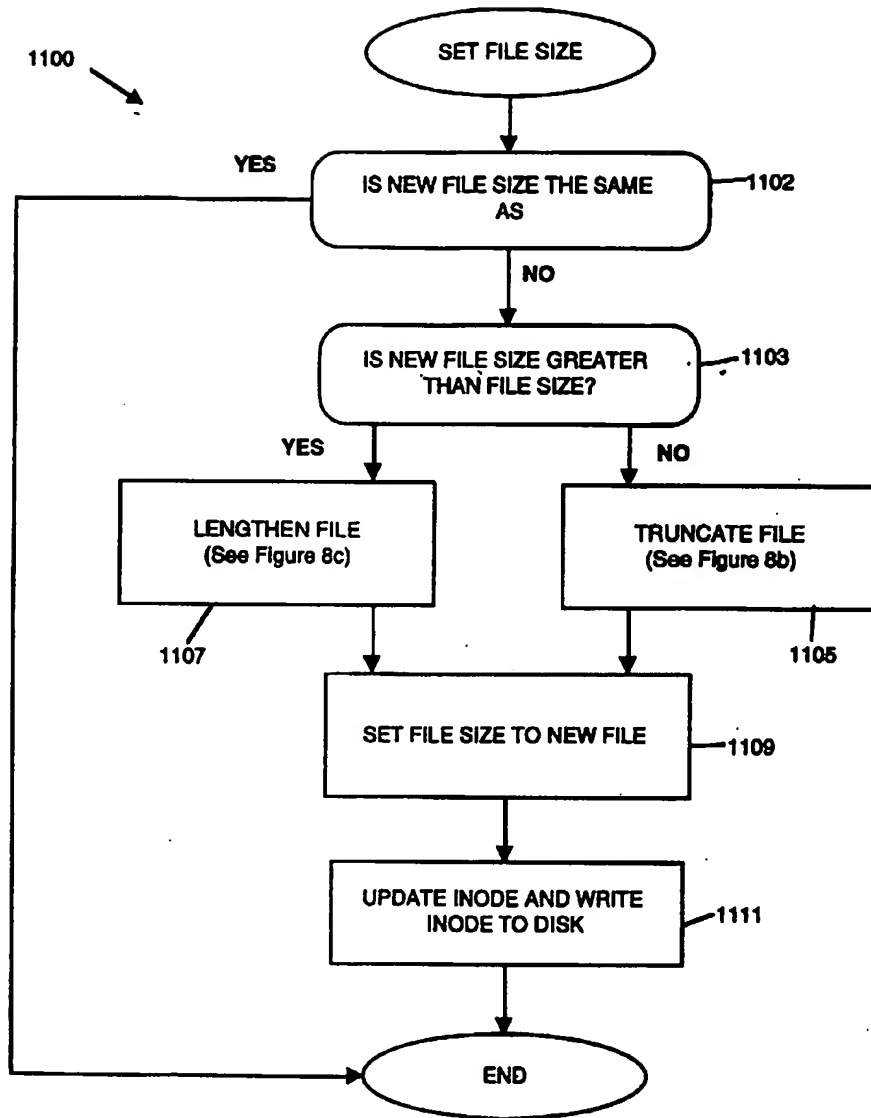 SET FILE SIZE
1100
YES
IS NEW FILE SIZE THE SAME
AS
1102
NO
IS NEW FILE SIZE GREATER
THAN FILE SIZE?
1103
YES
NO
LENGTHEN FILE
(See Figure 8c)
TRUNCATE FILE
(See Figure 8b)
1107
1105
SET FILE SIZE TO NEW FILE
1109
UPDATE INODE AND WRITE
INODE TO DISK
1111
END